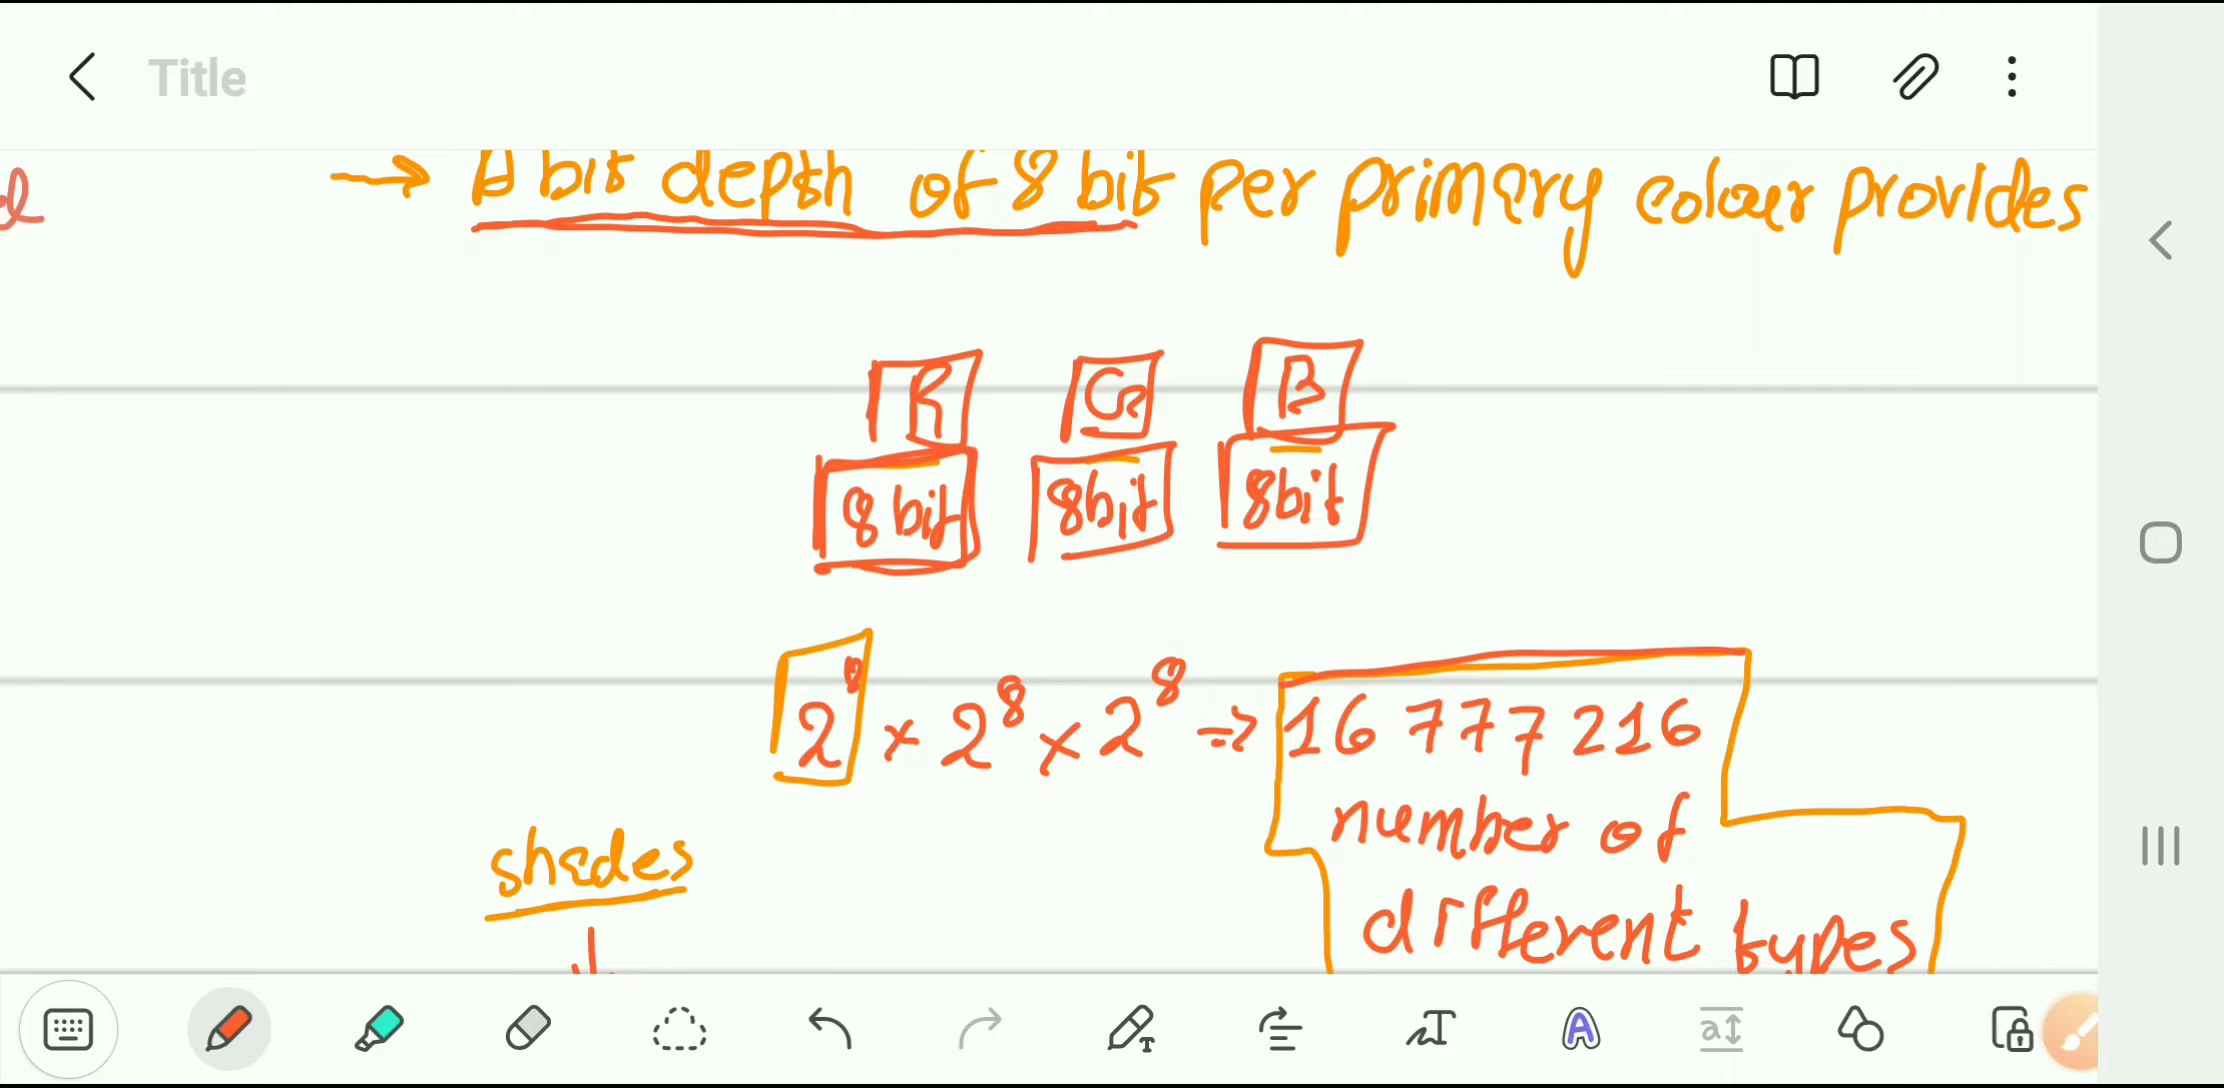 Title
→ A bit depth of 8 bit per primary colour provides
R G B
8 bit 8bit 8bit
2⁸ × 2⁸ × 2⁸ ⇒ 16 777 216
number of
shades
different types